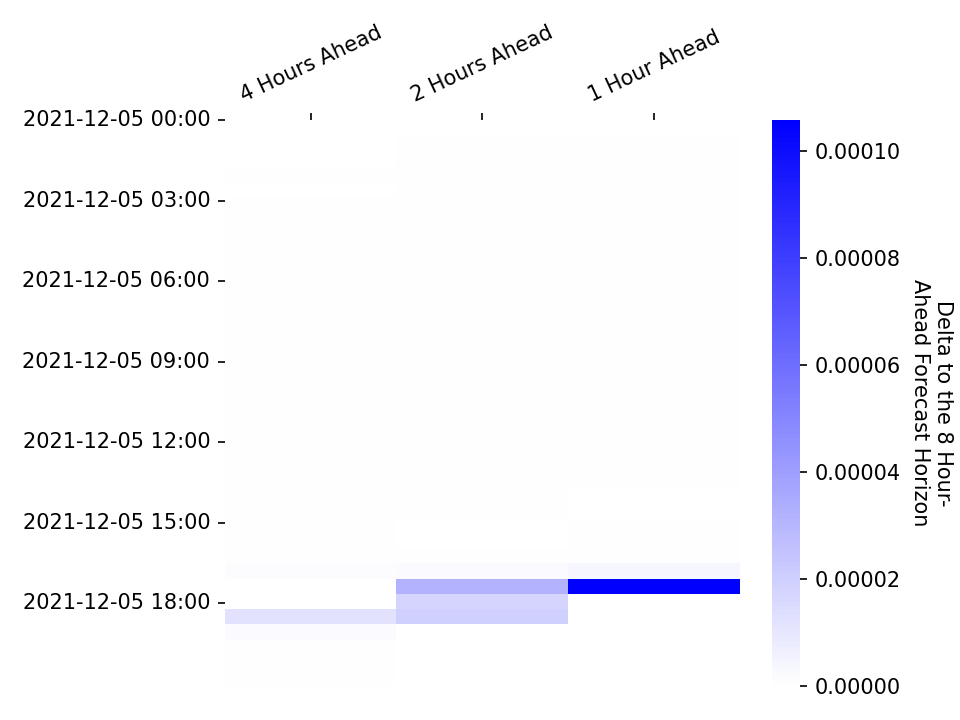 4 Hours Ahead
2 Hours Ahead
1 Hour Ahead
2021-12-05 00:00
2021-12-05 03:00
2021-12-05 06:00
2021-12-05 09:00
2021-12-05 12:00
2021-12-05 15:00
2021-12-05 18:00
0.00010
0.00008
0.00006
0.00004
0.00002
0.00000
Delta to the 8 Hour-
Ahead Forecast Horizon